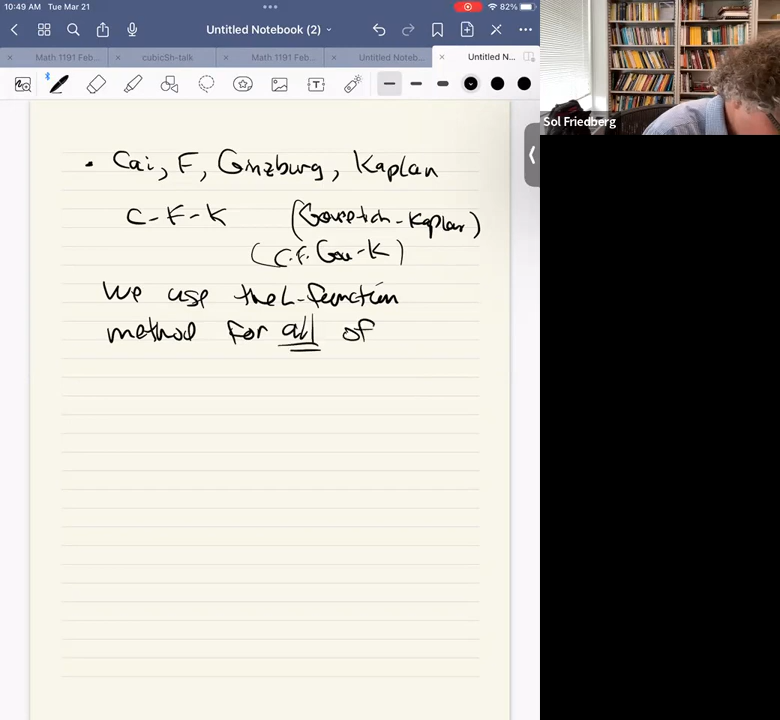 10:49 AM Tue Mar 21
82%
Untitled Notebook (2)
Math 1191 Feb...
cubicSh-talk
Math 1191 Feb...
Untitled Noteb...
Untitled N...
Sol Friedberg
• Cai, F, Ginzburg, Kaplan
C-F-K (Gourevitch-Kaplar)
(C.F. Gou-K)
We use the L-function
method for all of